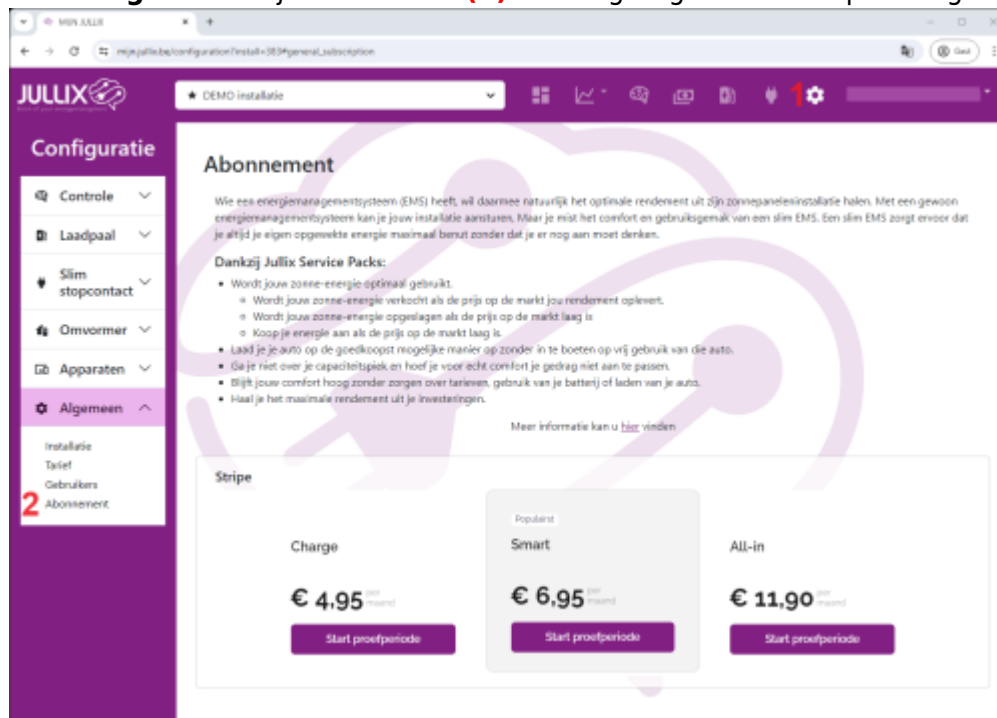 MIJN JULLIX
mijn.jullix.be/configuration?install=383#general_subscription
Gast
JULLIX
★ DEMO installatie
1
Configuratie
Controle
Laadpaal
Slim
stopcontact
Omvormer
Apparaten
Algemeen
Installatie
Tarief
Gebruikers
2 Abonnement
Abonnement
Wie een energiemanagementsysteem (EMS) heeft, wil daarmee natuurlijk het optimale rendement uit zijn zonnepaneleninstallatie halen. Met een gewoon
energiemanagementsysteem kan je jouw installatie aansturen. Maar je mist het comfort en gebruiksgemak van een slim EMS. Een slim EMS zorgt ervoor dat
je altijd je eigen opgewekte energie maximaal benut zonder dat je er nog aan moet denken.
Dankzij Jullix Service Packs:
Wordt jouw zonne-energie optimaal gebruikt.
Wordt jouw zonne-energie verkocht als de prijs op de markt jou rendement oplevert.
Wordt jouw zonne-energie opgeslagen als de prijs op de markt laag is
Koop je energie aan als de prijs op de markt laag is.
Laad je je auto op de goedkoopst mogelijke manier op zonder in te boeten op vrij gebruik van die auto.
Ga je niet over je capaciteitspiek en hoef je voor echt comfort je gedrag niet aan te passen.
Blijft jouw comfort hoog zonder zorgen over tarieven, gebruik van je batterij of laden van je auto.
Haal je het maximale rendement uit je investeringen.
Meer informatie kan u hier vinden
Stripe
Charge
€ 4,95 per maand
Start proefperiode
Populairst
Smart
€ 6,95 per maand
Start proefperiode
All-in
€ 11,90 per maand
Start proefperiode